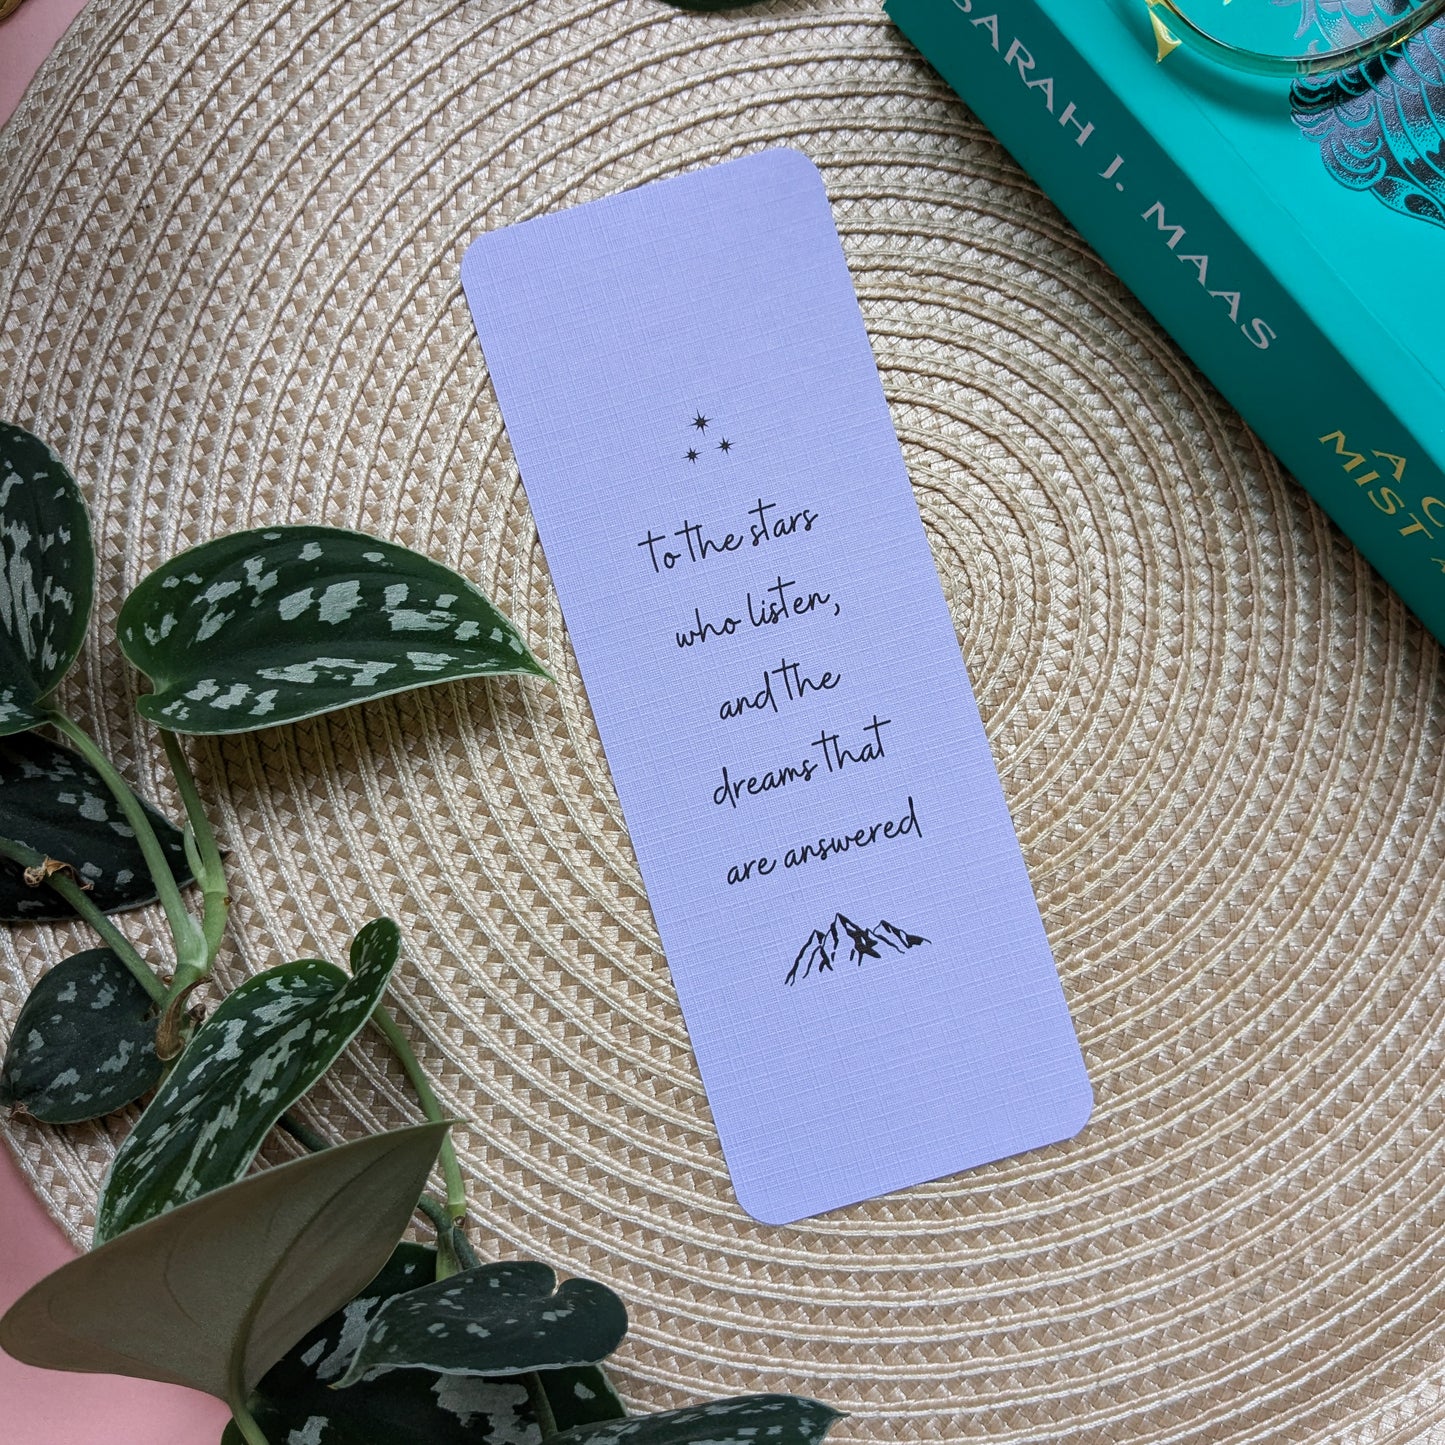 to the stars
who listen,
and the
dreams that
are answered
SARAH J. MAAS
A
MIST